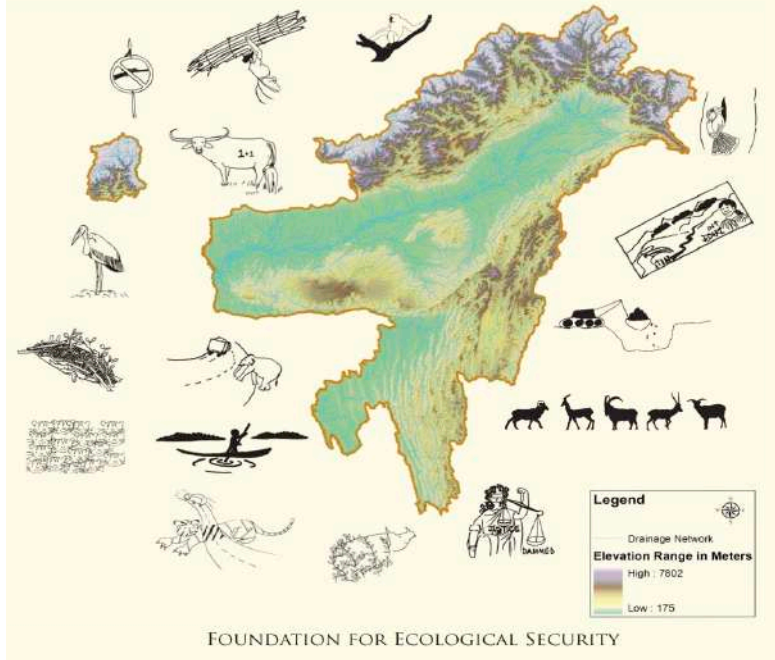 1+1
JUSTICE
DAMMED
Legend
Drainage Network
Elevation Range in Meters
High : 7802
Low : 175
FOUNDATION FOR ECOLOGICAL SECURITY